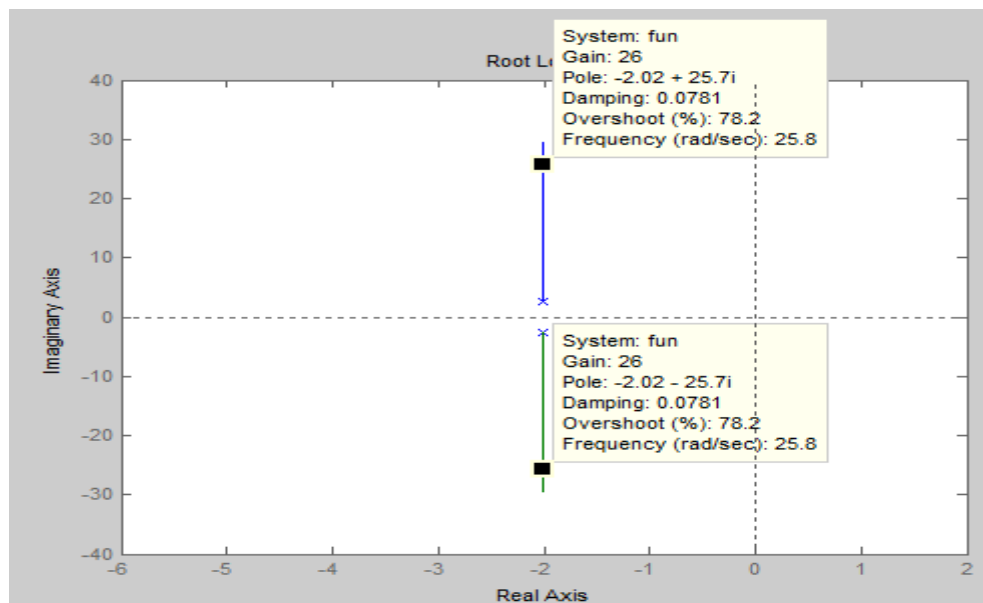 System: fun
Gain: 26
Pole: -2.02 + 25.7i
Damping: 0.0781
Overshoot (%): 78.2
Frequency (rad/sec): 25.8
Root
40
30
20
10
0
-10
-20
-30
-40
Imaginary Axis
System: fun
Gain: 26
Pole: -2.02 - 25.7i
Damping: 0.0781
Overshoot (%): 78.2
Frequency (rad/sec): 25.8
-6 -5 -4 -3 -2 -1 0 1 2
Real Axis